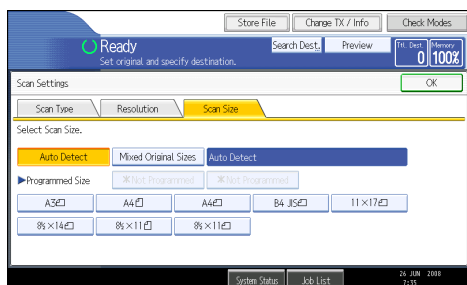 Store File Change TX / Info Check Modes
Ready Search Dest. Preview Ttl. Dest. Memory
Set original and specify destination. 0 100%
Scan Settings OK
Scan Type Resolution Scan Size
Select Scan Size.
Auto Detect Mixed Original Sizes Auto Detect
▶Programmed Size ✱Not Programmed ✱Not Programmed
A3 A4 A4 B4 JIS 11×17
8½×14 8½×11 8½×11
System Status Job List 26 JUN 2008
7:35